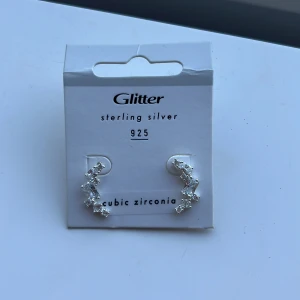 Glitter
sterling silver
925
cubic zirconia